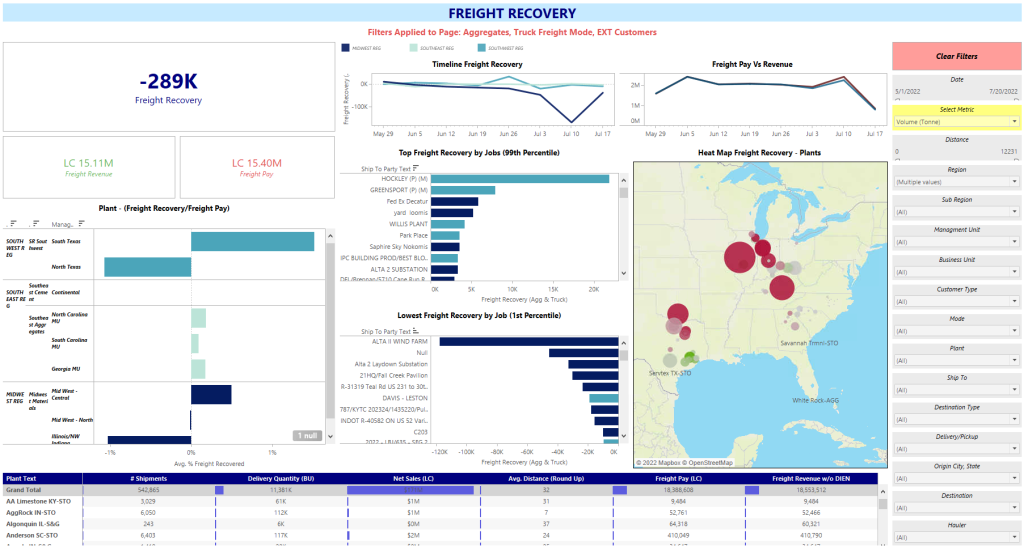 FREIGHT RECOVERY
Filters Applied to Page: Aggregates, Truck Freight Mode, EXT Customers
-289K
Freight Recovery
LC 15.11M
Freight Revenue
LC 15.40M
Freight Pay
Plant - (Freight Recovery/Freight Pay)
Manag..
SOUTH WEST REG
SR Southwest
South Texas
North Texas
SOUTH EAST REG
Southeast Cement
Continental
Southeast Aggregates
North Carolina MU
South Carolina MU
Georgia MU
MIDWEST REG
Midwest Materials
Mid West - Central
Mid West - North
Illinois/NW Indiana
1 null
-1% 0% 1%
Avg. % Freight Recovered
MIDWEST REG SOUTHEAST REG SOUTHWEST REG
Timeline Freight Recovery
Freight Recovery (.
0K
-100K
May 29 Jun 5 Jun 12 Jun 19 Jun 26 Jul 3 Jul 10 Jul 17
Freight Pay Vs Revenue
2M
1M
0M
May 29 Jun 5 Jun 12 Jun 19 Jun 26 Jul 3 Jul 10 Jul 17
Top Freight Recovery by Jobs (99th Percentile)
Ship To Party Text
HOCKLEY (P) (M)
GREENSPORT (P) (M)
Fed Ex Decatur
yard loomis
WILLIS PLANT
Park Place
Saphire Sky Nokomis
IPC BUILDING PROD/BEST BLO..
ALTA 2 SUBSTATION
0K 5K 10K 15K 20K
Freight Recovery (Agg & Truck)
Lowest Freight Recovery by Job (1st Percentile)
Ship To Party Text
ALTA II WIND FARM
Null
Alta 2 Laydown Substation
21HQ/Fall Creek Pavilion
R-31319 Teal Rd US 231 to 30t..
DAVIS - LESTON
787/KYTC 202324/1435220/Pul..
INDOT R-40582 ON US 52 Vari..
C203
-120K -100K -80K -60K -40K -20K 0K
Freight Recovery (Agg & Truck)
Heat Map Freight Recovery - Plants
Savannah Trmnl-STO
Servtex TX-STO
White Rock-AGG
© 2022 Mapbox © OpenStreetMap
Clear Filters
Date
5/1/2022 7/20/2022
Select Metric
Volume (Tonne)
Distance
0 12231
Region
(Multiple values)
Sub Region
(All)
Managment Unit
(All)
Business Unit
(All)
Customer Type
(All)
Mode
(All)
Plant
(All)
Ship To
(All)
Destination Type
(All)
Delivery/Pickup
(All)
Origin City, State
(All)
Destination
(All)
Hauler
(All)
Plant Text # Shipments Delivery Quantity (BU) Net Sales (LC) Avg. Distance (Round Up) Freight Pay (LC) Freight Revenue w/o DIEN
Grand Total 542,865 11,381K 32 18,388,608 18,553,512
AA Limestone KY-STO 3,029 61K $1M 31 9,484 9,484
AggRock IN-STO 6,050 112K $1M 7 52,761 52,466
Algonquin IL-S&G 243 6K $0M 37 64,318 60,321
Anderson SC-STO 6,403 117K $2M 24 410,049 410,790